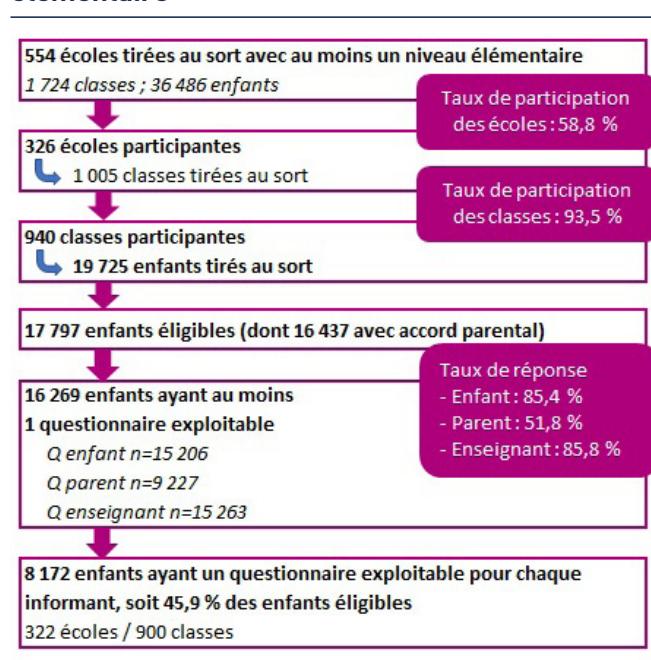 554 écoles tirées au sort avec au moins un niveau élémentaire
1 724 classes ; 36 486 enfants
Taux de participation
des écoles : 58,8 %
326 écoles participantes
1 005 classes tirées au sort
Taux de participation
des classes : 93,5 %
940 classes participantes
19 725 enfants tirés au sort
17 797 enfants éligibles (dont 16 437 avec accord parental)
Taux de réponse
- Enfant : 85,4 %
- Parent : 51,8 %
- Enseignant : 85,8 %
16 269 enfants ayant au moins
1 questionnaire exploitable
Q enfant n=15 206
Q parent n=9 227
Q enseignant n=15 263
8 172 enfants ayant un questionnaire exploitable pour chaque
informant, soit 45,9 % des enfants éligibles
322 écoles / 900 classes